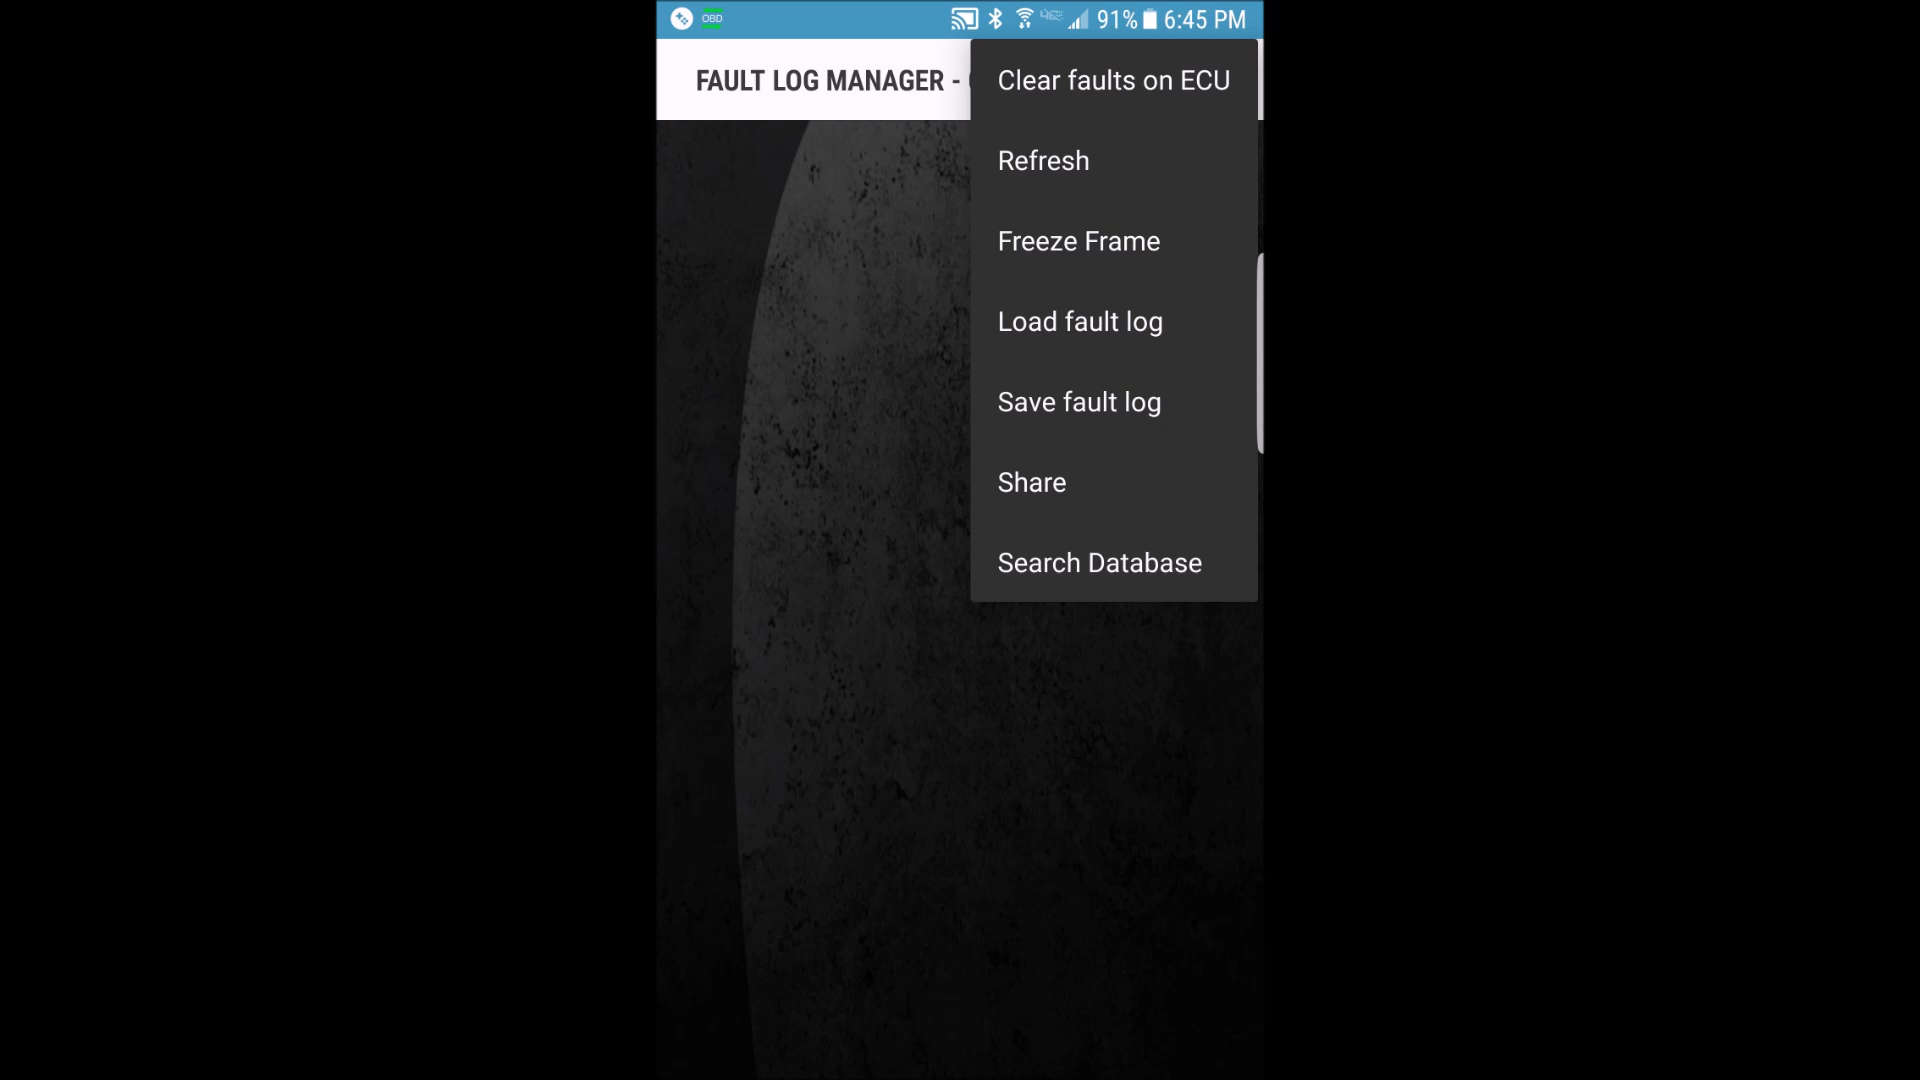 OBD
91% 6:45 PM
FAULT LOG MANAGER -
Clear faults on ECU
Refresh
Freeze Frame
Load fault log
Save fault log
Share
Search Database